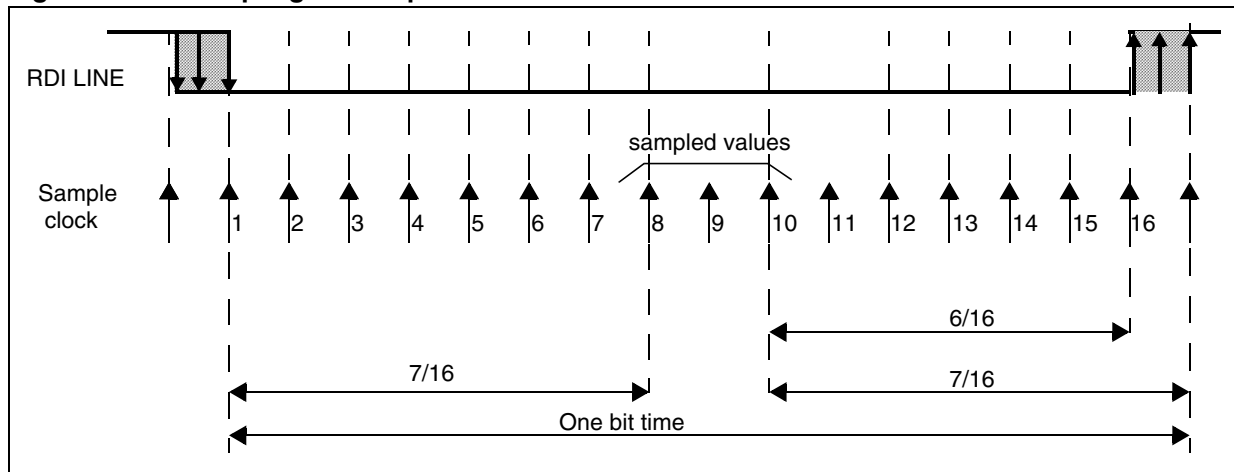 RDI LINE
sampled values
Sample
clock
1 2 3 4 5 6 7 8 9 10 11 12 13 14 15 16
6/16
7/16 7/16
One bit time